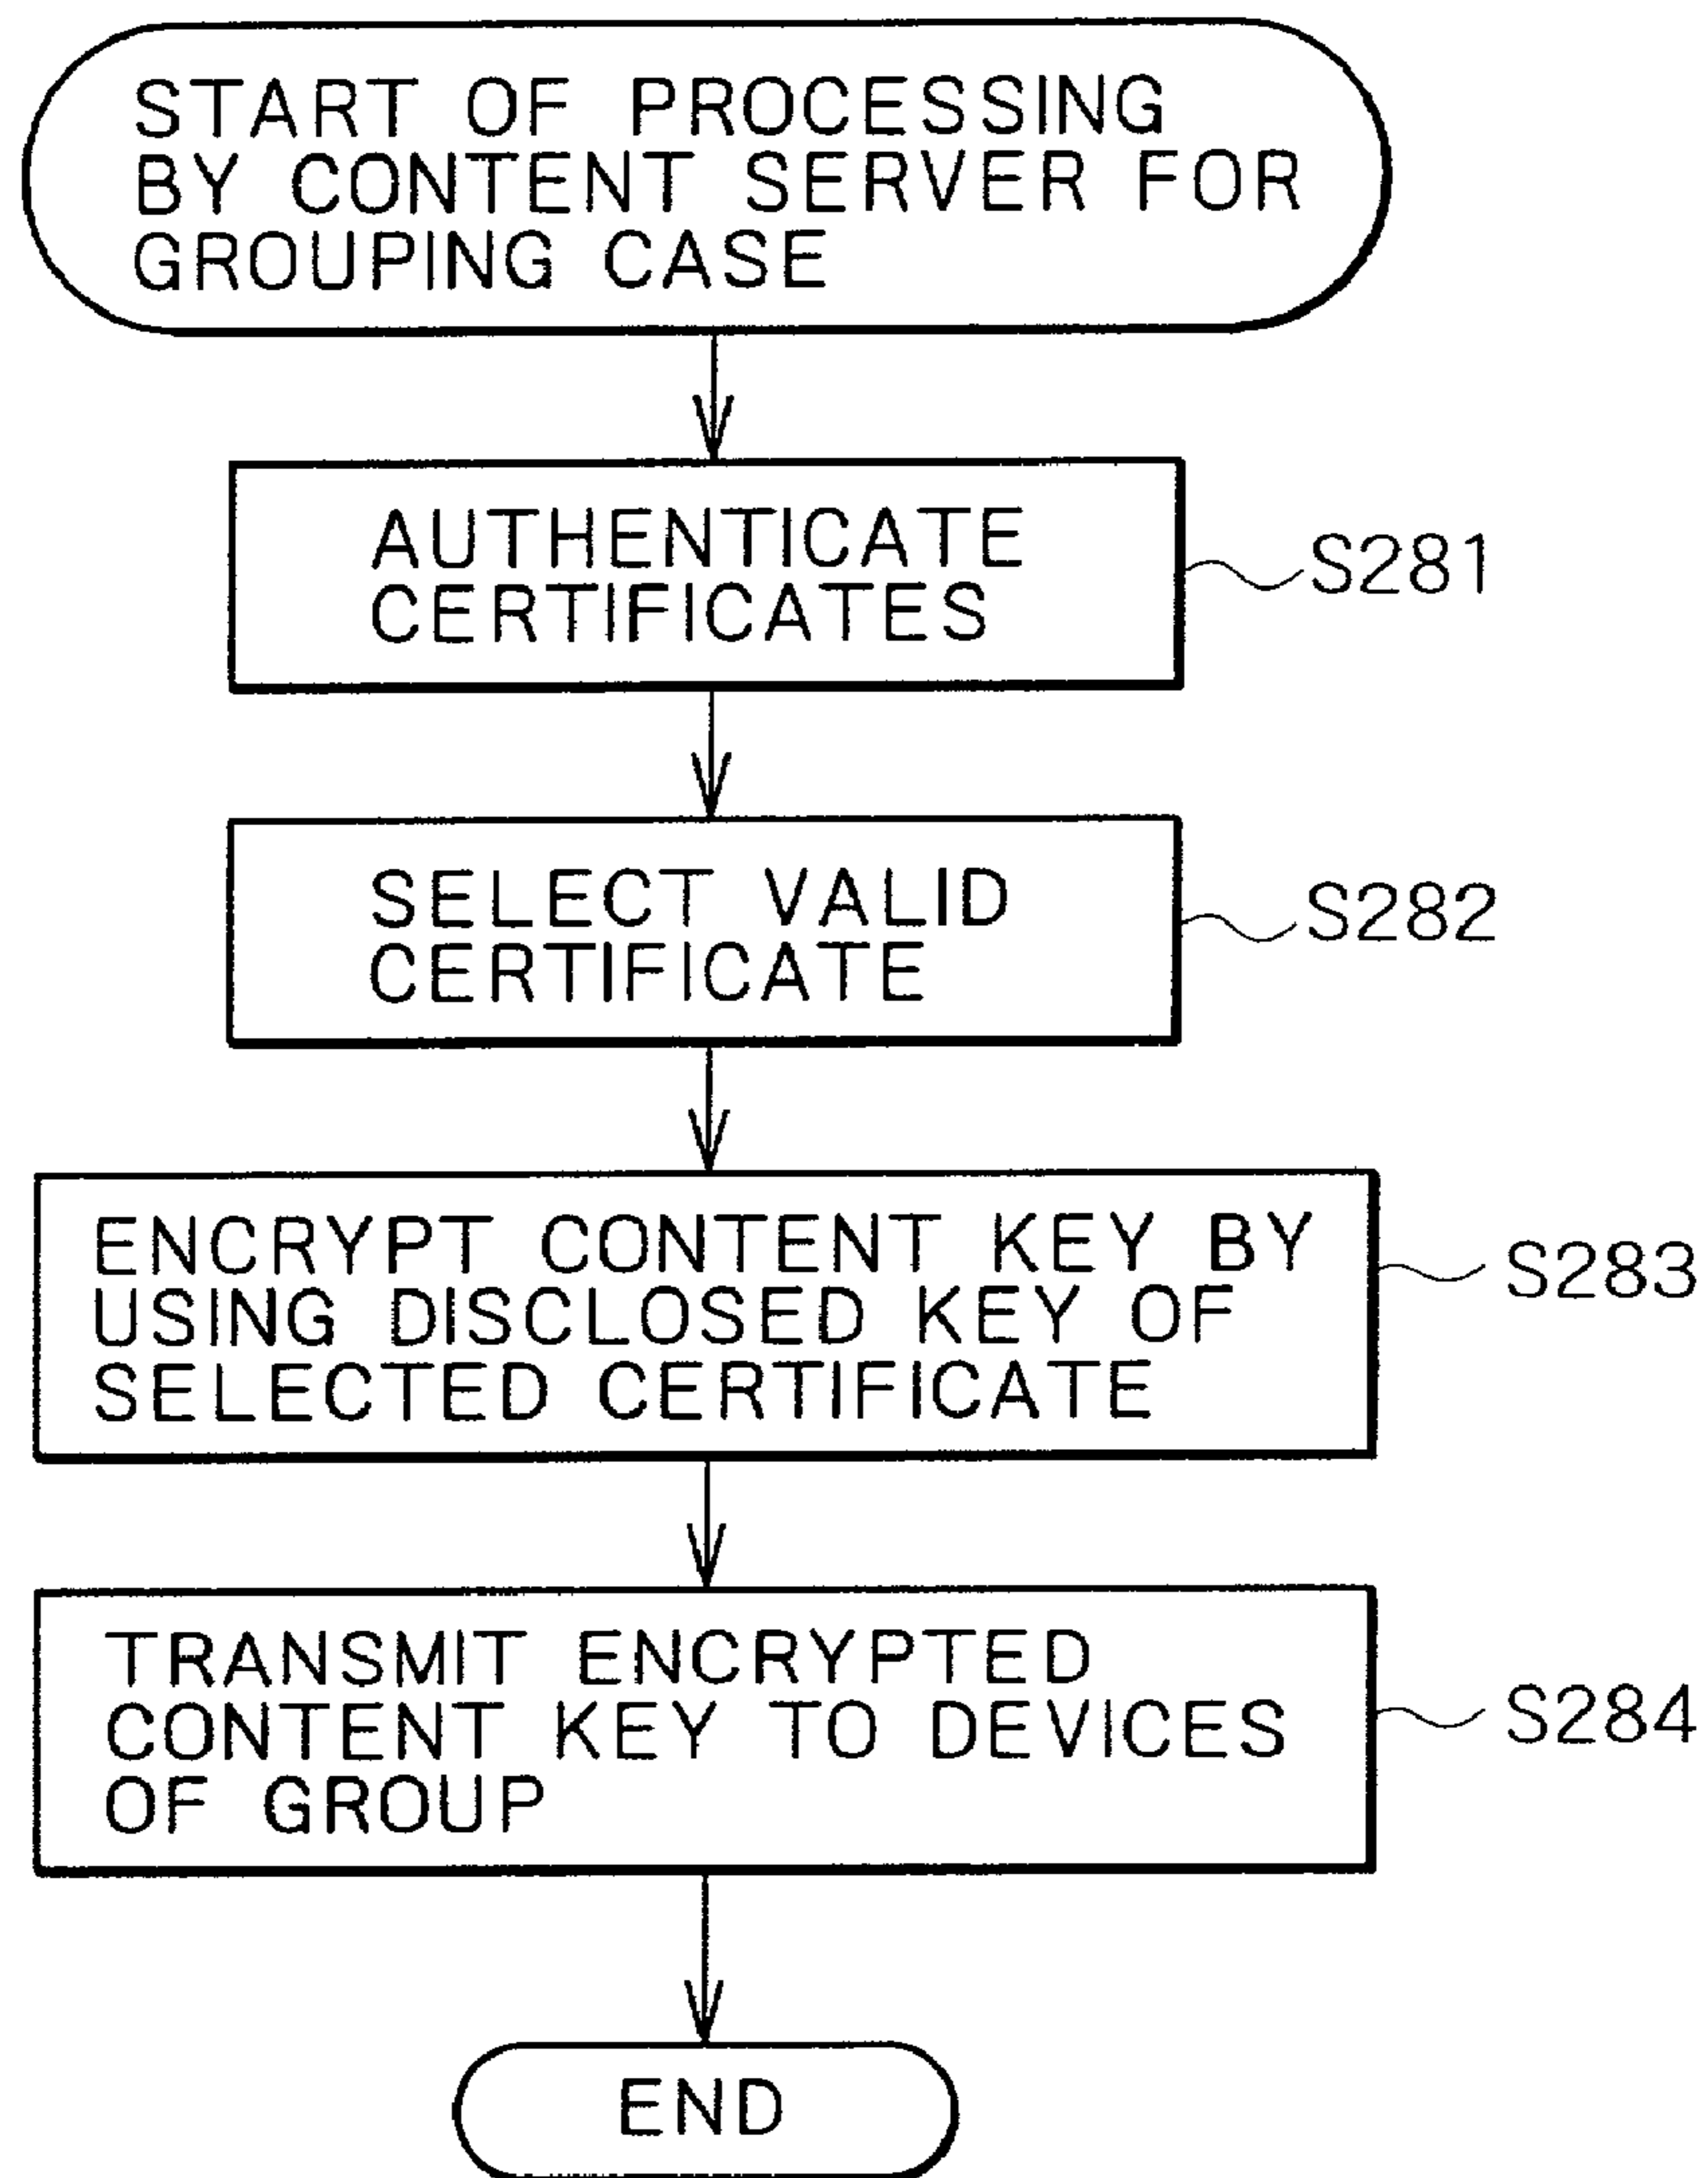 START OF PROCESSING
BY CONTENT SERVER FOR
GROUPING CASE
AUTHENTICATE
CERTIFICATES
S281
SELECT VALID
CERTIFICATE
S282
ENCRYPT CONTENT KEY BY
USING DISCLOSED KEY OF
SELECTED CERTIFICATE
S283
TRANSMIT ENCRYPTED
CONTENT KEY TO DEVICES
OF GROUP
S284
END